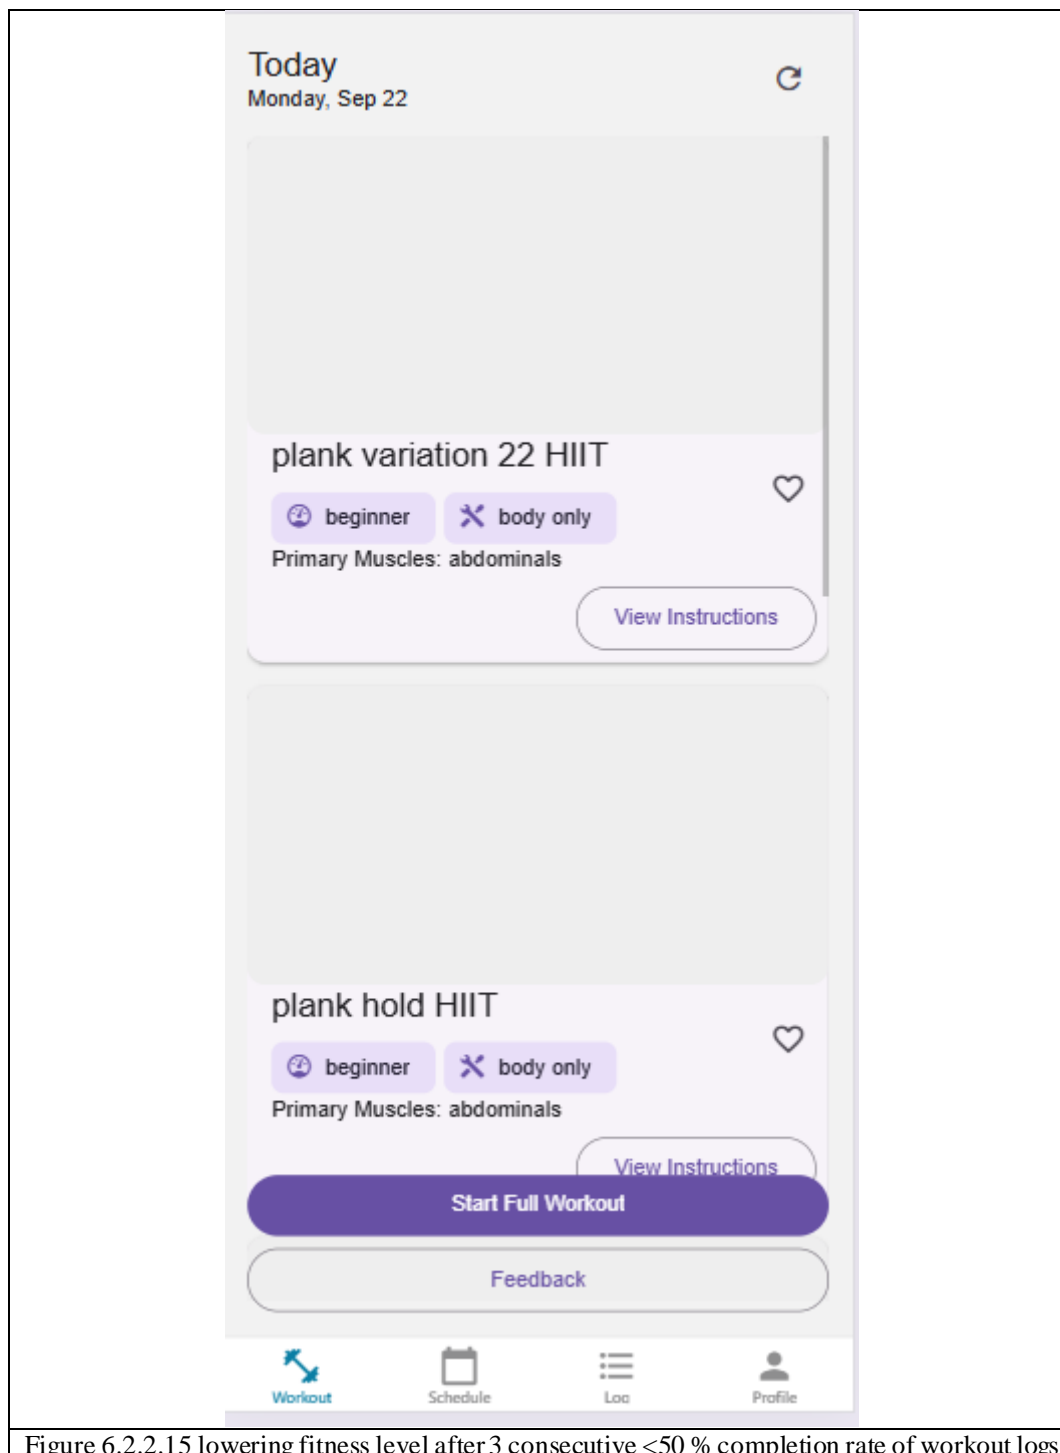 Today
Monday, Sep 22
plank variation 22 HIIT
beginner
body only
Primary Muscles: abdominals
View Instructions
plank hold HIIT
beginner
body only
Primary Muscles: abdominals
View Instructions
Start Full Workout
Feedback
Workout Schedule Log Profile
Figure 6.2.2.15 lowering fitness level after 3 consecutive <50 % completion rate of workout logs